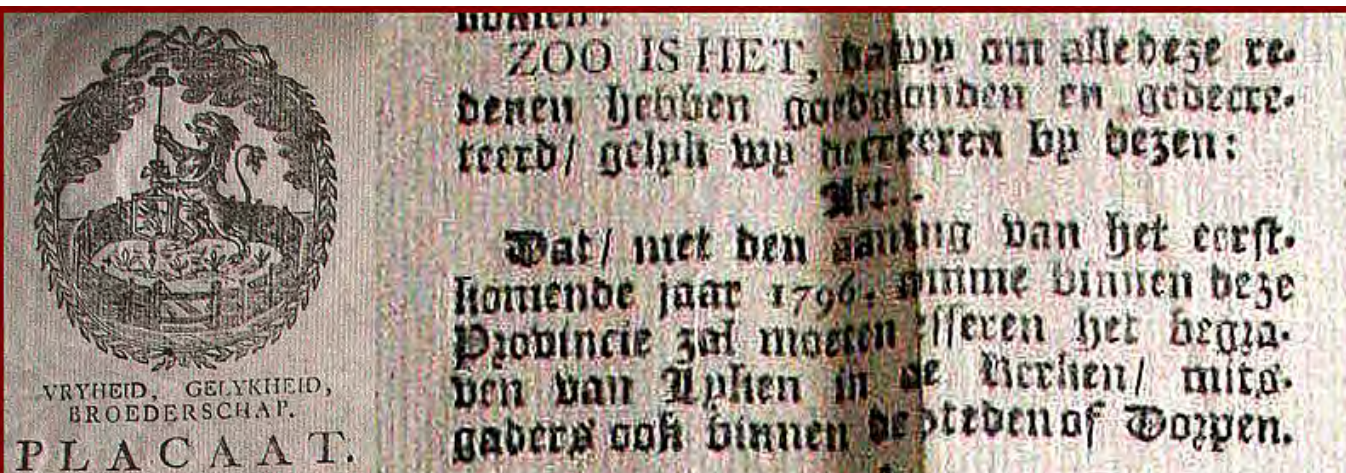 VRYHEID, GELYKHEID,
BROEDERSCHAP.
PLACAAT.
ZOO IS HET, dat wy om alle deze re-
denen hebben goedgevonden en gedecre-
teerd/ gelyk wy decreteeren by dezen:
Art.
Dat/ met den aanvang van het eerst-
komende jaar 1796. binnen deze
Provincie zal moeten cesseren het begra-
ven van Lyken in de Kerken/ mits-
gaders ook binnen de Steden of Dorpen.